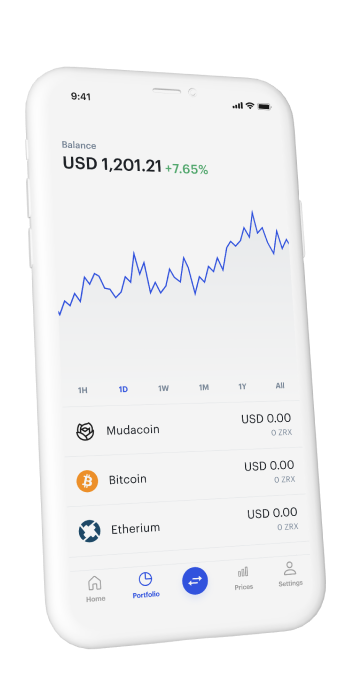 9:41
Balance
USD 1,201.21 +7.65%
1H 1D 1W 1M 1Y All
Mudacoin USD 0.00
0 ZRX
Bitcoin USD 0.00
0 ZRX
Etherium USD 0.00
0 ZRX
Home Portfolio Prices Settings